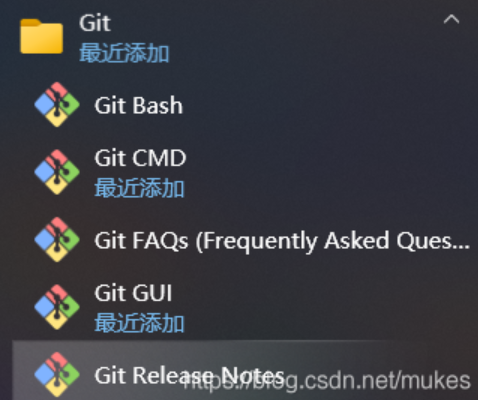 Git
最近添加
Git Bash
Git CMD
最近添加
Git FAQs (Frequently Asked Ques...
Git GUI
最近添加
Git Release Notes
https://blog.csdn.net/mukes